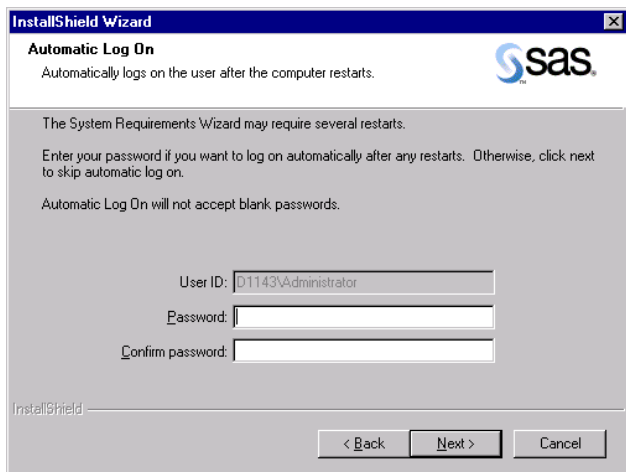 InstallShield Wizard
Automatic Log On
Automatically logs on the user after the computer restarts.
sas.
TM
The System Requirements Wizard may require several restarts.
Enter your password if you want to log on automatically after any restarts. Otherwise, click next
to skip automatic log on.
Automatic Log On will not accept blank passwords.
User ID: D1143\Administrator
Password:
Confirm password:
InstallShield
< Back Next > Cancel